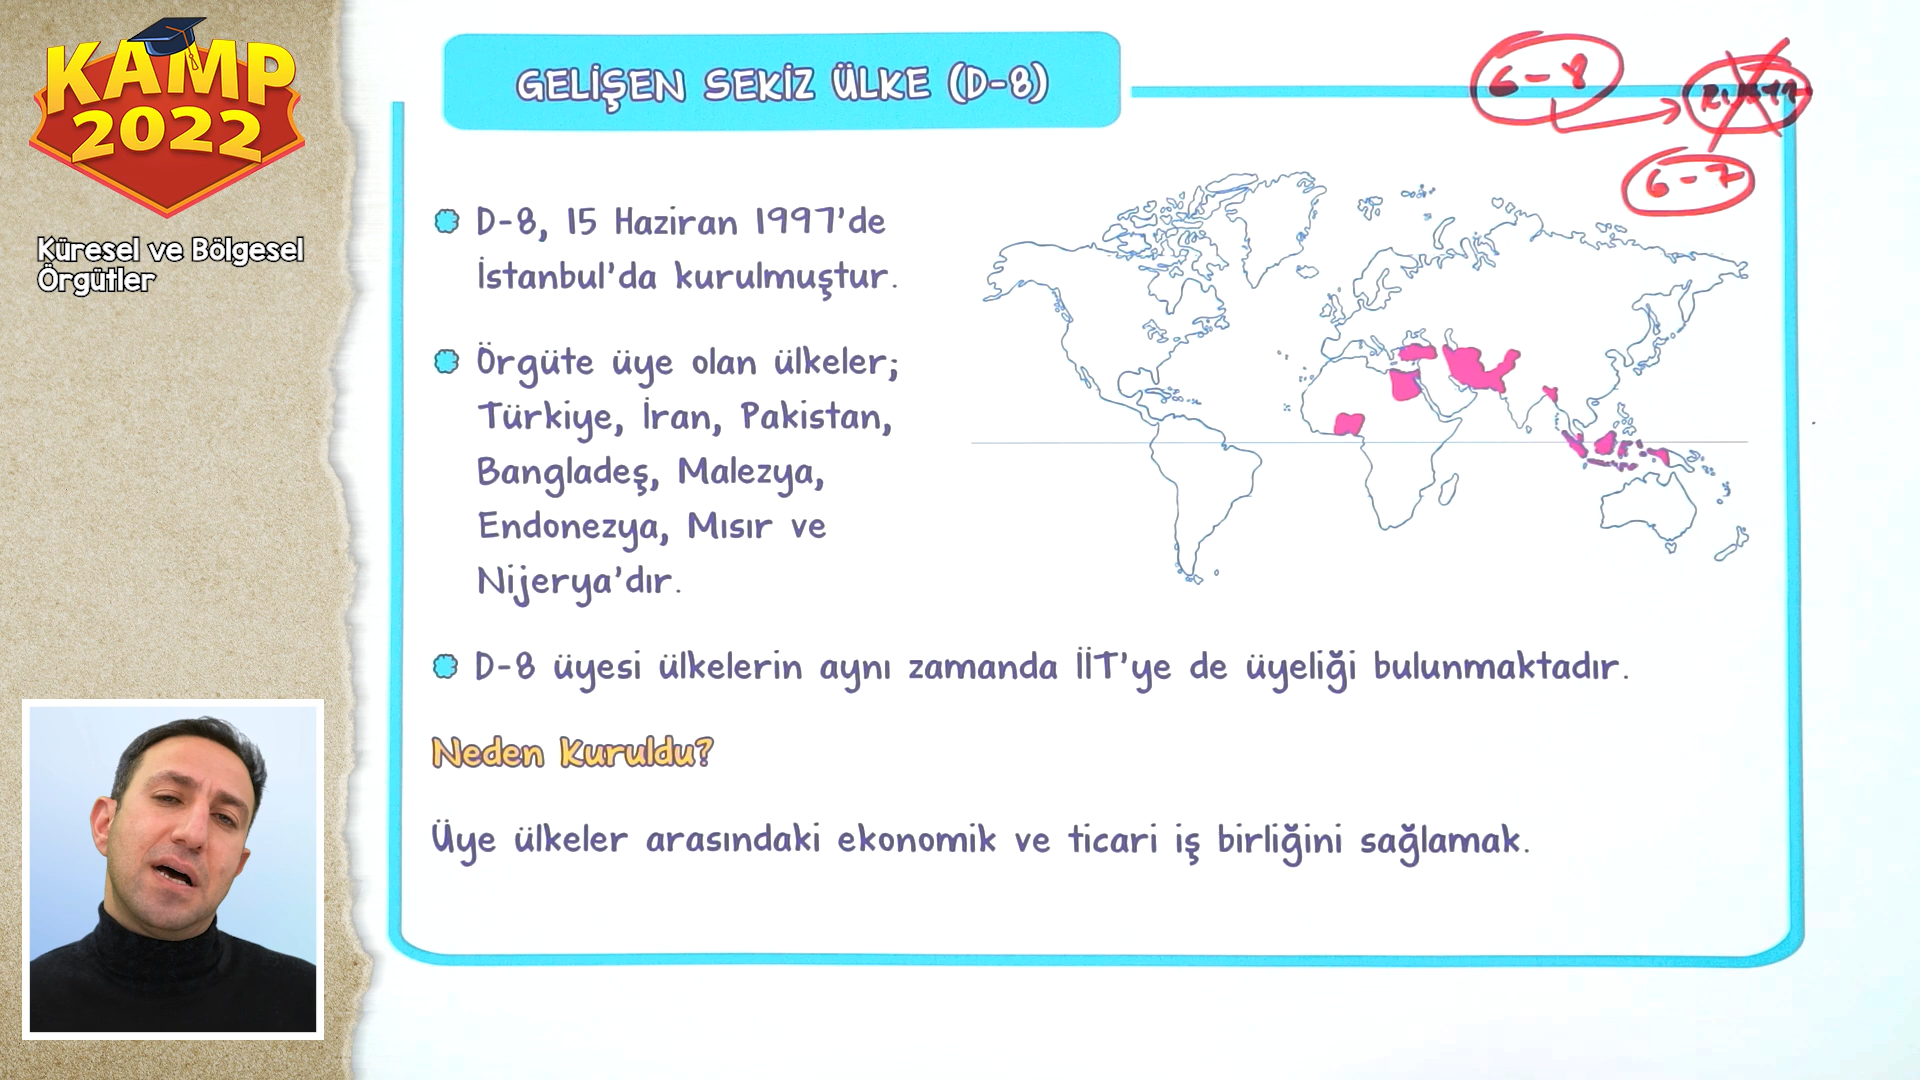 KAMP
2022
Küresel ve Bölgesel
Örgütler
GELİŞEN SEKİZ ÜLKE (D-8)
G-8
RUSYA
G-7
D-8, 15 Haziran 1997'de
İstanbul'da kurulmuştur.
Örgüte üye olan ülkeler;
Türkiye, İran, Pakistan,
Bangladeş, Malezya,
Endonezya, Mısır ve
Nijerya'dır.
D-8 üyesi ülkelerin aynı zamanda İİT'ye de üyeliği bulunmaktadır.
Neden Kuruldu?
Üye ülkeler arasındaki ekonomik ve ticari iş birliğini sağlamak.